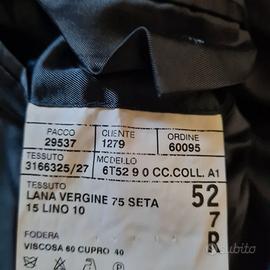 PACCO CLIENTE ORDINE
29537 1279 60095
TESSUTO MODELLO
3166325/27 6T52 9 0 CC.COLL. A1
TESSUTO
LANA VERGINE 75 SETA
15 LINO 10
52
7
R
FODERA
VISCOSA 60 CUPRO 40
subito